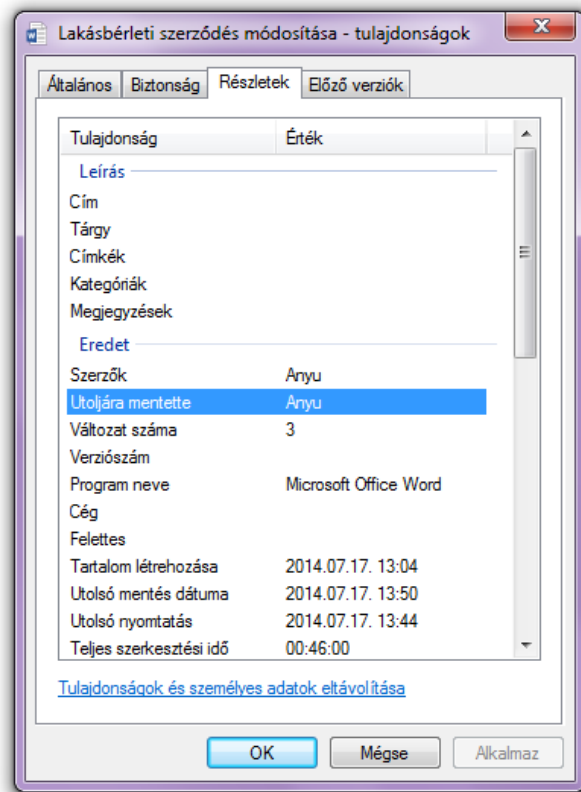 Lakásbérleti szerződés módosítása - tulajdonságok
Általános Biztonság Részletek Előző verziók
Tulajdonság Érték
Leírás
Cím
Tárgy
Címkék
Kategóriák
Megjegyzések
Eredet
Szerzők Anyu
Utoljára mentette Anyu
Változat száma 3
Verziószám
Program neve Microsoft Office Word
Cég
Felettes
Tartalom létrehozása 2014.07.17. 13:04
Utolsó mentés dátuma 2014.07.17. 13:50
Utolsó nyomtatás 2014.07.17. 13:44
Teljes szerkesztési idő 00:46:00
Tulajdonságok és személyes adatok eltávolítása
OK Mégse Alkalmaz